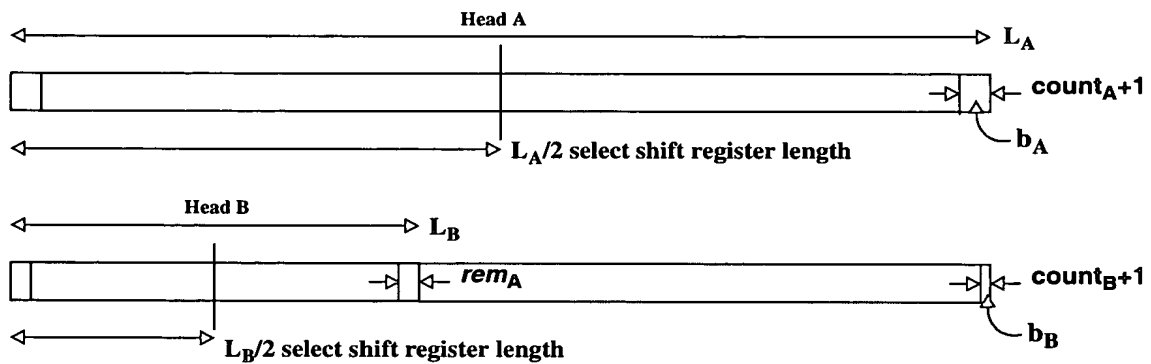 Head A
L_A
count_A+1
b_A
L_A/2 select shift register length
Head B
L_B
rem_A
count_B+1
b_B
L_B/2 select shift register length